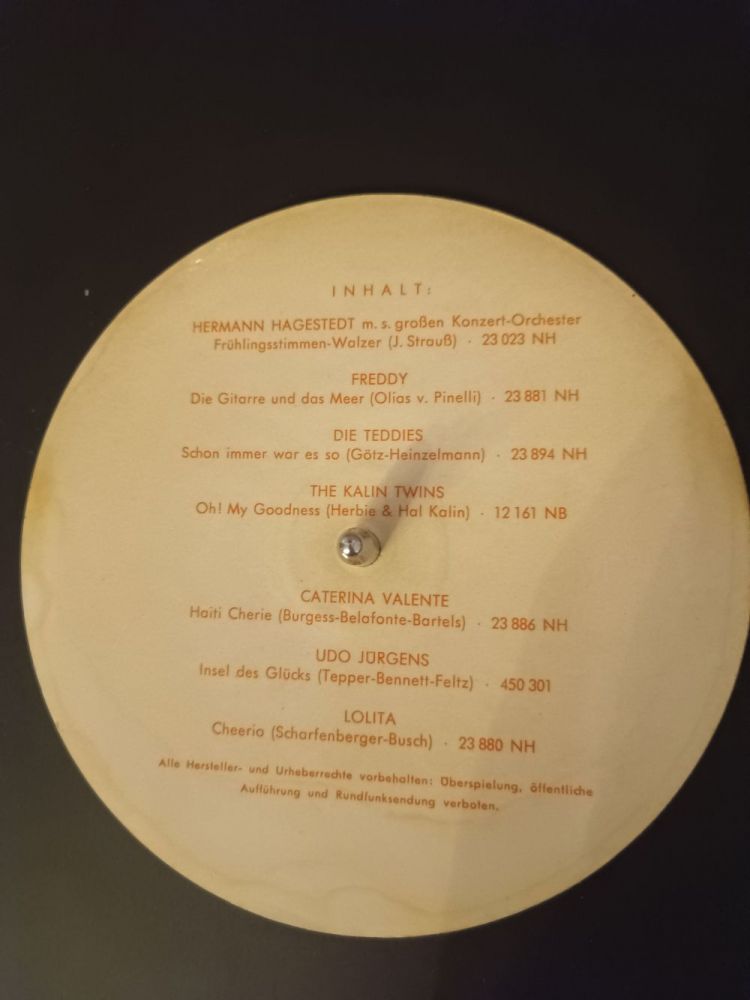 INHALT:
HERMANN HAGESTEDT m. s. großen Konzert-Orchester
Frühlingsstimmen-Walzer (J. Strauß) · 23 023 NH
FREDDY
Die Gitarre und das Meer (Olias v. Pinelli) · 23 881 NH
DIE TEDDIES
Schon immer war es so (Götz-Heinzelmann) · 23 894 NH
THE KALIN TWINS
Oh! My Goodness (Herbie & Hal Kalin) · 12 161 NB
CATERINA VALENTE
Haiti Cherie (Burgess-Belafonte-Bartels) · 23 886 NH
UDO JÜRGENS
Insel des Glücks (Tepper-Bennett-Feltz) · 450 301
LOLITA
Cheerio (Scharfenberger-Busch) · 23 880 NH
Alle Hersteller- und Urheberrechte vorbehalten: Überspielung, öffentliche
Aufführung und Rundfunksendung verboten.